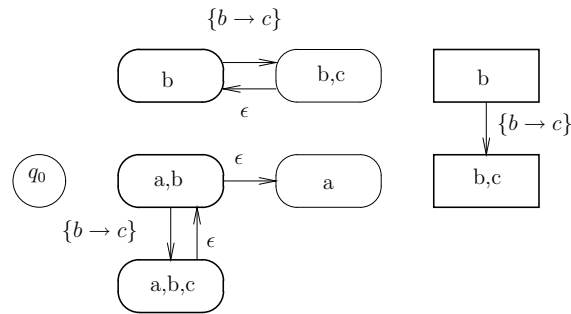 {b → c}
b
b,c
b
ϵ
{b → c}
q₀
a,b
ϵ
a
b,c
{b → c}
ϵ
a,b,c